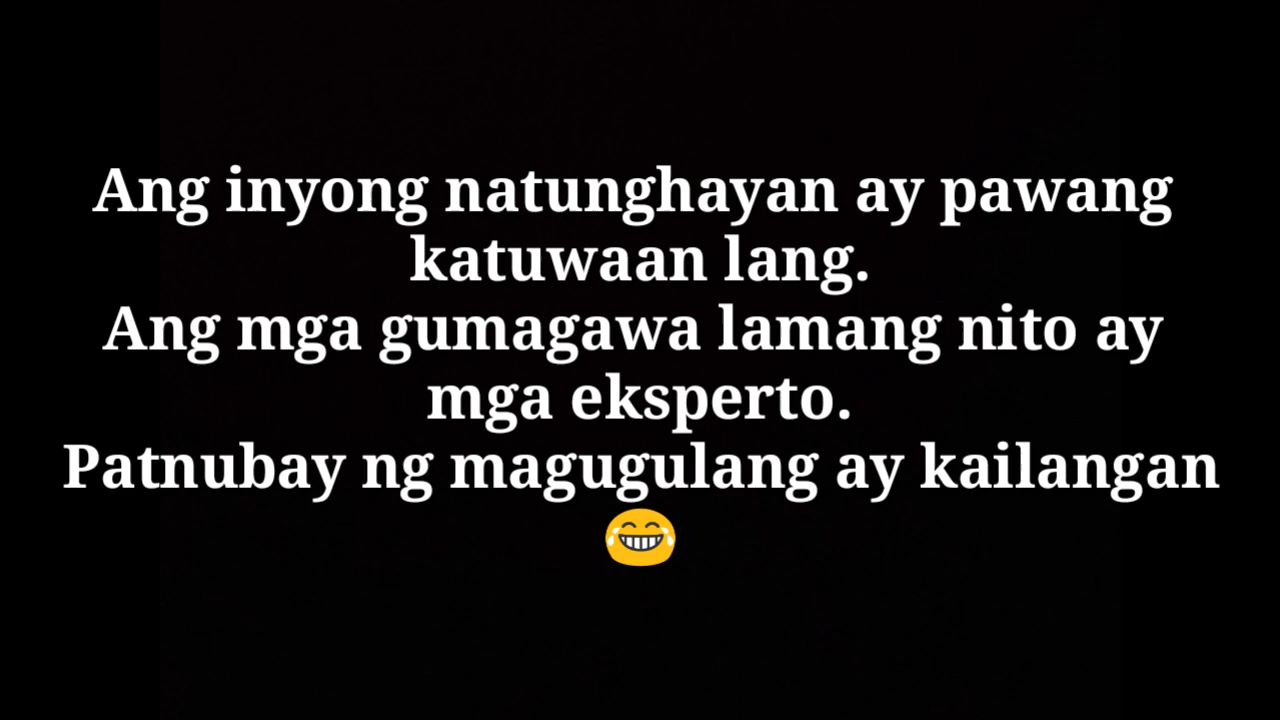 Ang inyong natunghayan ay pawang
katuwaan lang.
Ang mga gumagawa lamang nito ay
mga eksperto.
Patnubay ng magugulang ay kailangan
😂